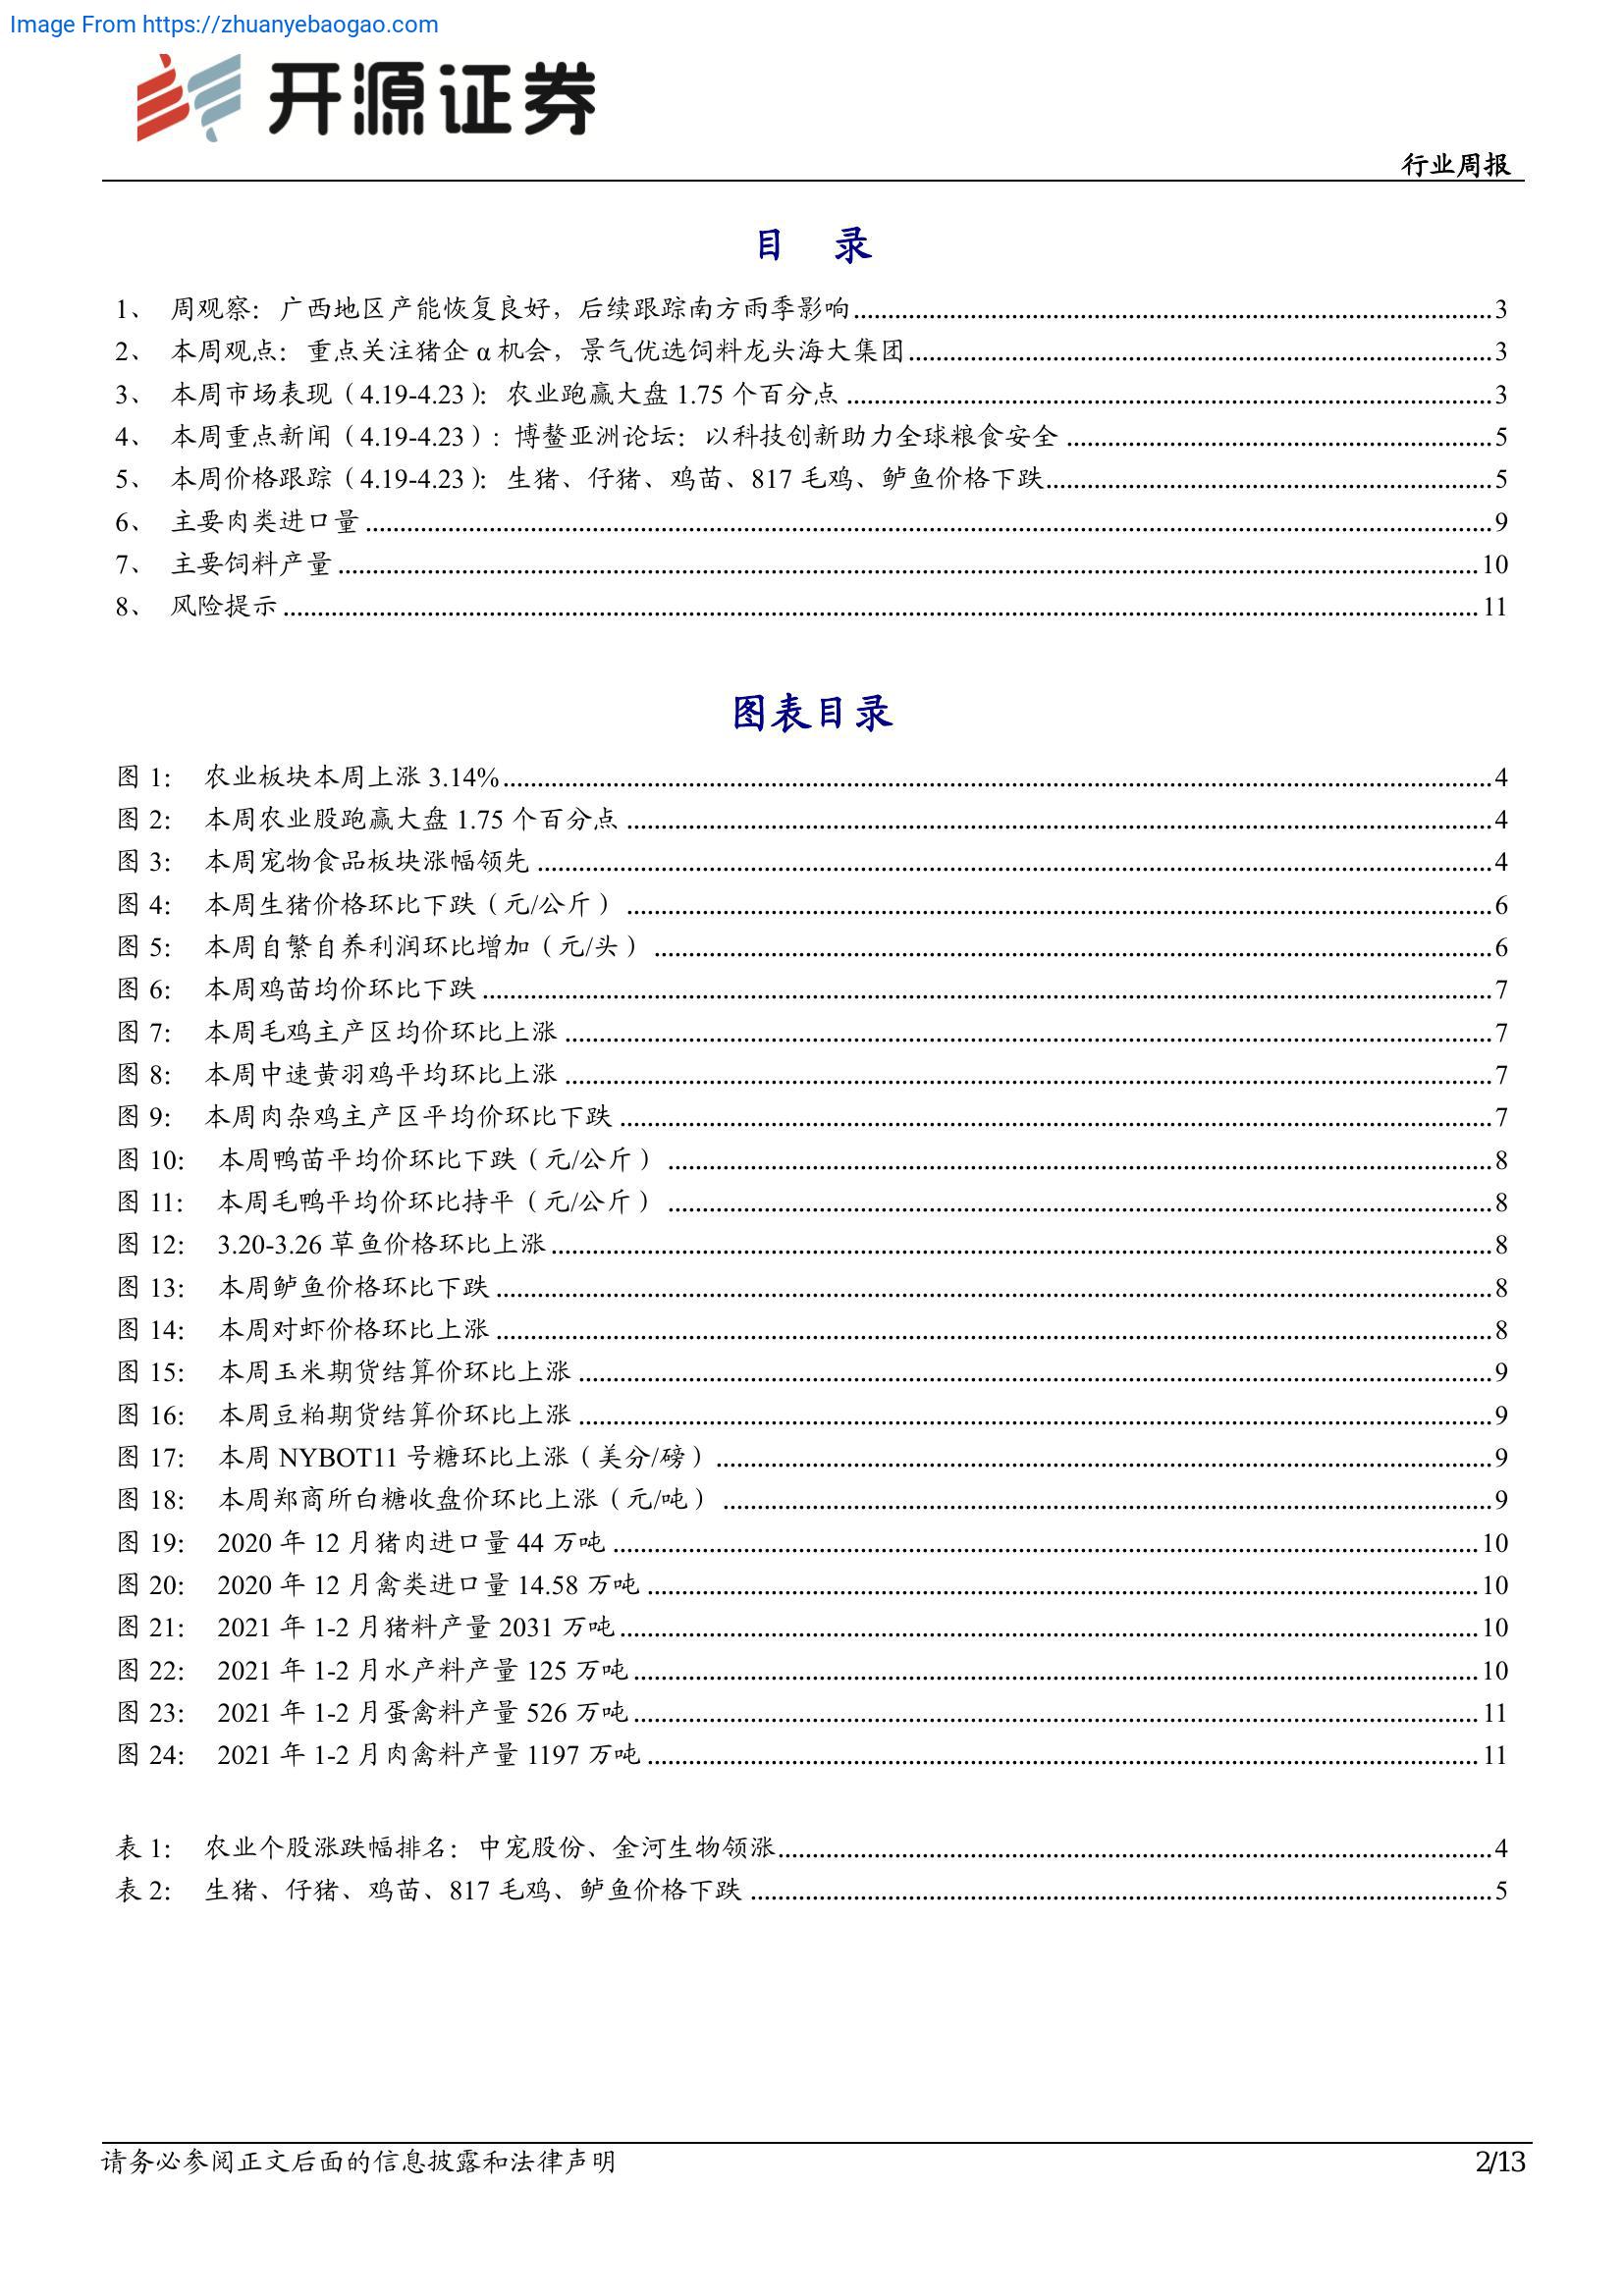 Image From https://zhuanyebaogao.com
开源证券
行业周报
目 录
1、 周观察：广西地区产能恢复良好，后续跟踪南方雨季影响 3
2、 本周观点：重点关注猪企 α 机会，景气优选饲料龙头海大集团 3
3、 本周市场表现（4.19-4.23）：农业跑赢大盘 1.75 个百分点 3
4、 本周重点新闻（4.19-4.23）：博鳌亚洲论坛：以科技创新助力全球粮食安全 5
5、 本周价格跟踪（4.19-4.23）：生猪、仔猪、鸡苗、817 毛鸡、鲈鱼价格下跌 5
6、 主要肉类进口量 9
7、 主要饲料产量 10
8、 风险提示 11
图表目录
图 1： 农业板块本周上涨 3.14% 4
图 2： 本周农业股跑赢大盘 1.75 个百分点 4
图 3： 本周宠物食品板块涨幅领先 4
图 4： 本周生猪价格环比下跌（元/公斤） 6
图 5： 本周自繁自养利润环比增加（元/头） 6
图 6： 本周鸡苗均价环比下跌 7
图 7： 本周毛鸡主产区均价环比上涨 7
图 8： 本周中速黄羽鸡平均环比上涨 7
图 9： 本周肉杂鸡主产区平均价环比下跌 7
图 10： 本周鸭苗平均价环比下跌（元/公斤） 8
图 11： 本周毛鸭平均价环比持平（元/公斤） 8
图 12： 3.20-3.26 草鱼价格环比上涨 8
图 13： 本周鲈鱼价格环比下跌 8
图 14： 本周对虾价格环比上涨 8
图 15： 本周玉米期货结算价环比上涨 9
图 16： 本周豆粕期货结算价环比上涨 9
图 17： 本周 NYBOT11 号糖环比上涨（美分/磅） 9
图 18： 本周郑商所白糖收盘价环比上涨（元/吨） 9
图 19： 2020 年 12 月猪肉进口量 44 万吨 10
图 20： 2020 年 12 月禽类进口量 14.58 万吨 10
图 21： 2021 年 1-2 月猪料产量 2031 万吨 10
图 22： 2021 年 1-2 月水产料产量 125 万吨 10
图 23： 2021 年 1-2 月蛋禽料产量 526 万吨 11
图 24： 2021 年 1-2 月肉禽料产量 1197 万吨 11
表 1： 农业个股涨跌幅排名：中宠股份、金河生物领涨 4
表 2： 生猪、仔猪、鸡苗、817 毛鸡、鲈鱼价格下跌 5
请务必参阅正文后面的信息披露和法律声明 2/13